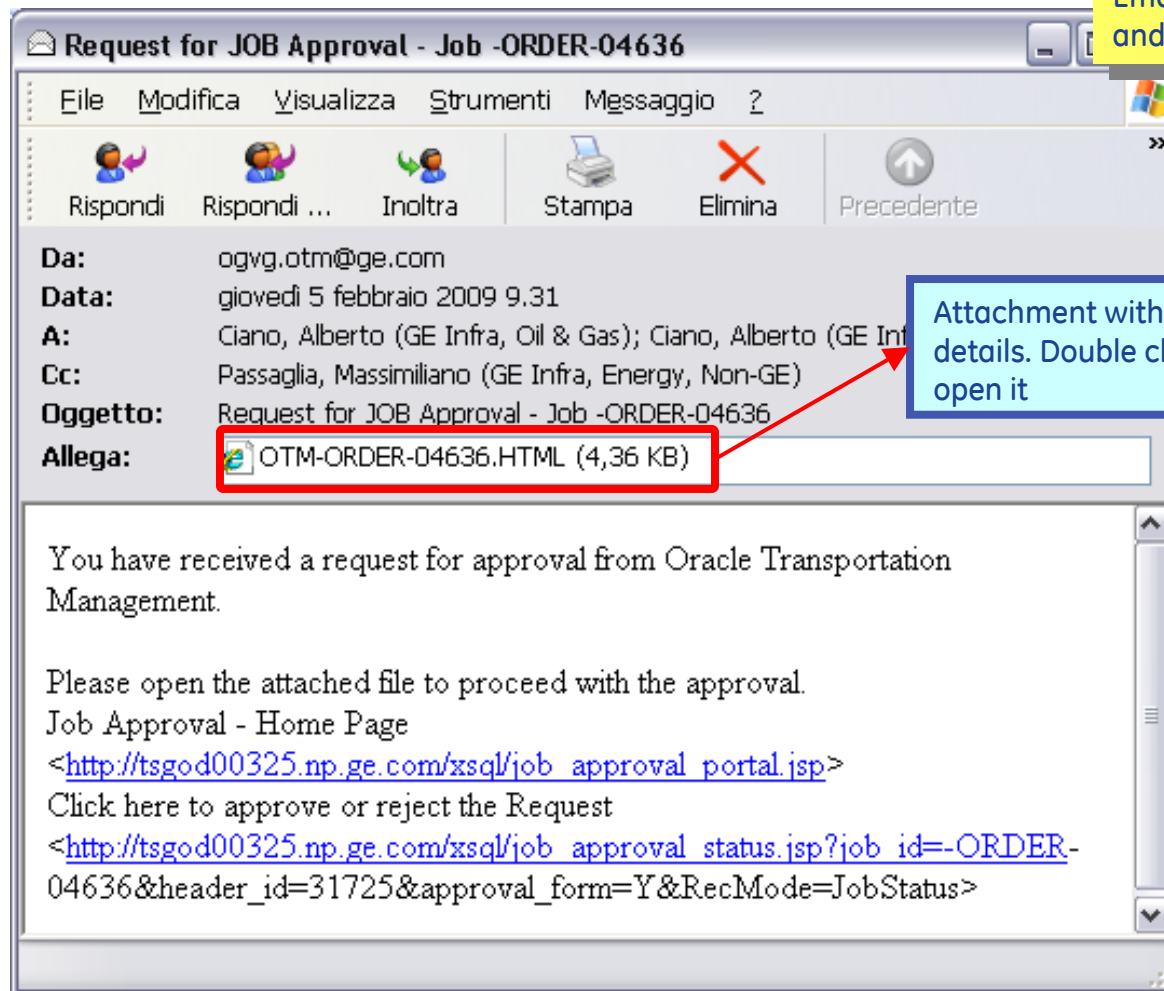 and
Request for JOB Approval - Job -ORDER-04636
File Modifica Visualizza Strumenti Messaggio ?
Rispondi Rispondi ... Inoltra Stampa Elimina Precedente
Da: ogvg.otm@ge.com
Data: giovedì 5 febbraio 2009 9.31
A: Ciano, Alberto (GE Infra, Oil & Gas); Ciano, Alberto (GE
Cc: Passaglia, Massimiliano (GE Infra, Energy, Non-GE)
Oggetto: Request for JOB Approval - Job -ORDER-04636
Allega: OTM-ORDER-04636.HTML (4,36 KB)
Attachment with
details. Double
open it
You have received a request for approval from Oracle Transportation
Management.
Please open the attached file to proceed with the approval.
Job Approval - Home Page
<http://tsgod00325.np.ge.com/xsql/job_approval_portal.jsp>
Click here to approve or reject the Request
<http://tsgod00325.np.ge.com/xsql/job_approval_status.jsp?job_id=-ORDER-
04636&header_id=31725&approval_form=Y&RecMode=JobStatus>